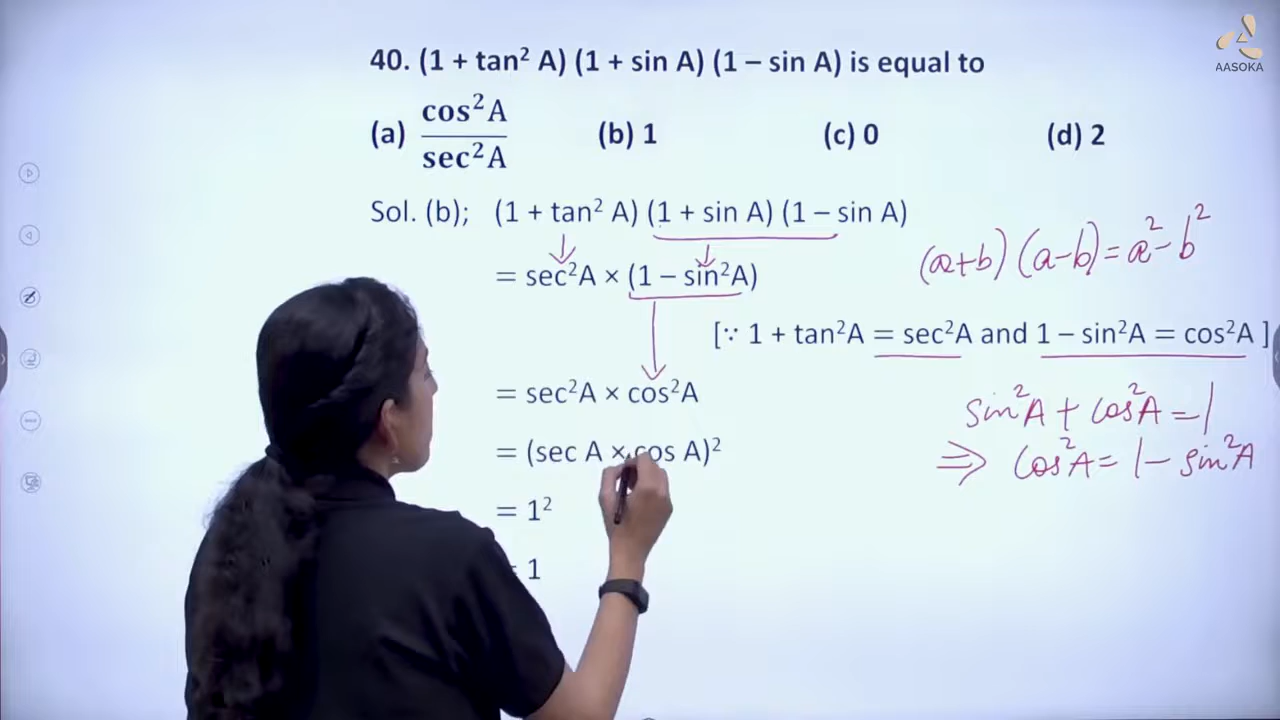 AASOKA
40. (1 + tan² A) (1 + sin A) (1 – sin A) is equal to
(a) cos²A/sec²A (b) 1 (c) 0 (d) 2
Sol. (b); (1 + tan² A) (1 + sin A) (1 – sin A)
(a+b) (a-b) = a² - b²
= sec²A × (1 – sin²A)
[∵ 1 + tan²A = sec²A and 1 – sin²A = cos²A ]
= sec²A × cos²A
sin²A + cos²A = 1
= (sec A × cos A)²
⇒ cos²A = 1 - sin²A
= 1²
= 1